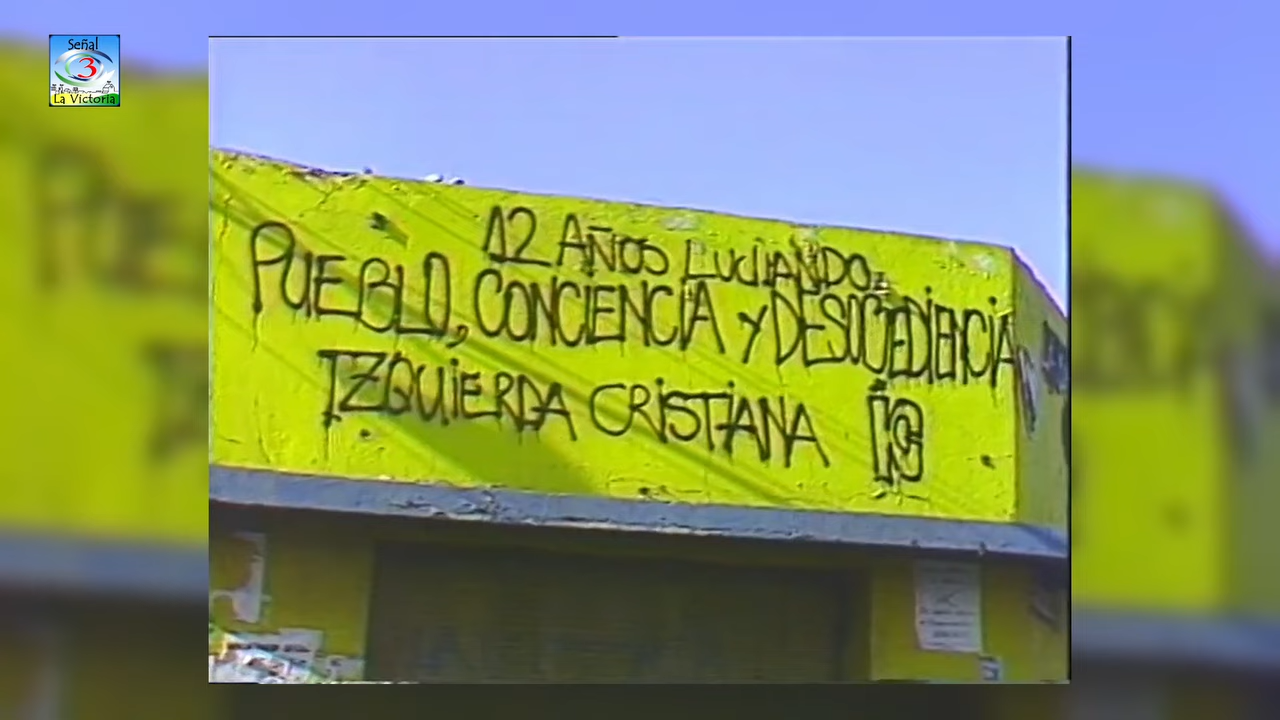 Señal
3
La Victoria
12 AÑOS LUCHANDO
PUEBLO, CONCIENCIA Y DESOBEDIENCIA
IZQUIERDA CRISTIANA IC